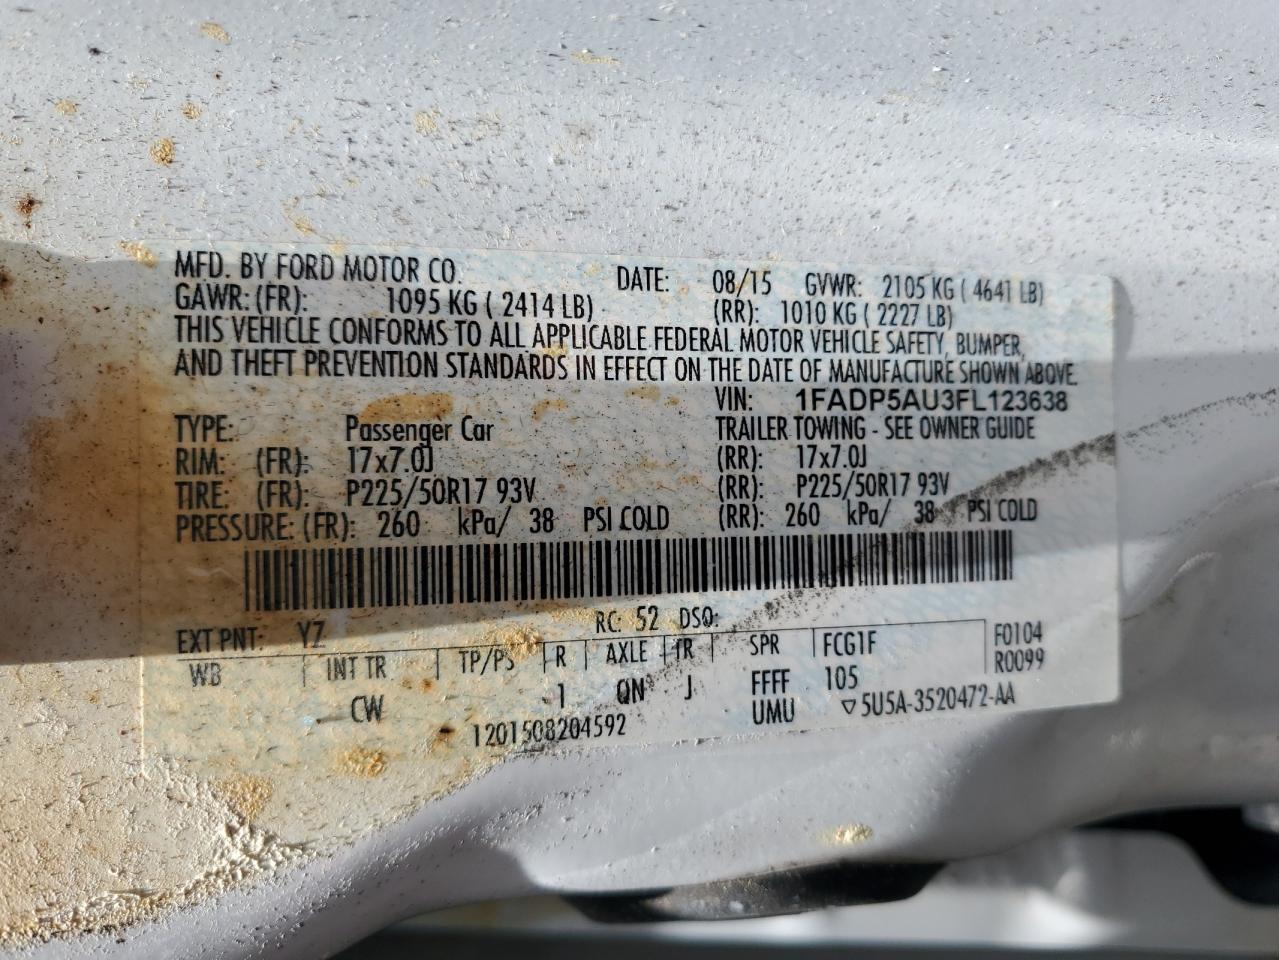 MFD. BY FORD MOTOR CO. DATE: 08/15 GVWR: 2105 KG ( 4641 LB)
GAWR: (FR): 1095 KG ( 2414 LB) (RR): 1010 KG ( 2227 LB)
THIS VEHICLE CONFORMS TO ALL APPLICABLE FEDERAL MOTOR VEHICLE SAFETY, BUMPER,
AND THEFT PREVENTION STANDARDS IN EFFECT ON THE DATE OF MANUFACTURE SHOWN ABOVE.
VIN: 1FADP5AU3FL123638
TYPE: Passenger Car TRAILER TOWING - SEE OWNER GUIDE
RIM: (FR): 17x7.0J (RR): 17x7.0J
TIRE: (FR): P225/50R17 93V (RR): P225/50R17 93V
PRESSURE: (FR): 260 kPa/ 38 PSI COLD (RR): 260 kPa/ 38 PSI COLD
EXT PNT: YZ RC: 52 DSO: F0104
WB INT TR TP/PS R AXLE TR SPR FCG1F R0099
CW 1 QN J FFFF 105
UMU ▽5U5A-3520472-AA
1201508204592